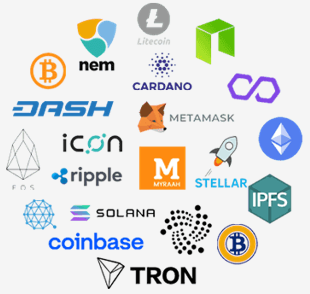 Litecoin
nem
CARDANO
DASH
METAMASK
icon
EOS
ripple
M
MYRAAH
STELLAR
IPFS
SOLANA
coinbase
TRON